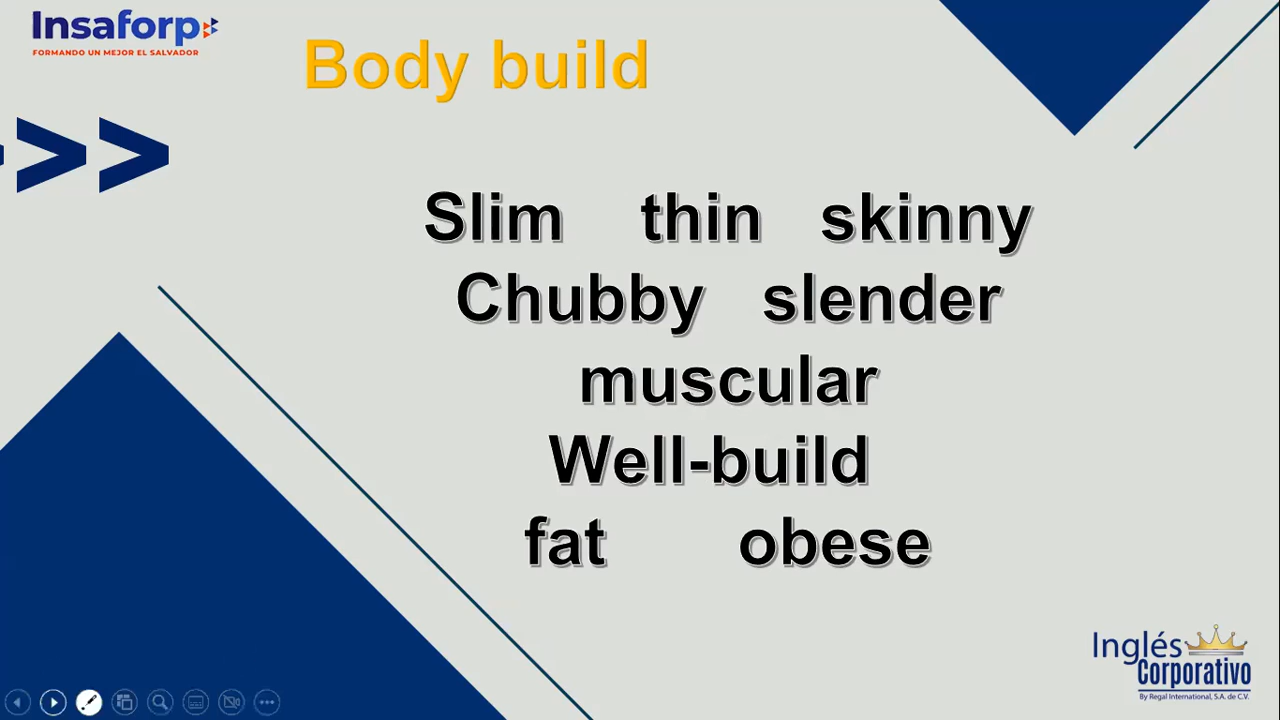 Insaforp
FORMANDO UN MEJOR EL SALVADOR
Body build
>>
Slim thin skinny
Chubby slender
muscular
Well-build
fat obese
Inglés
Corporativo
By Regal International, S.A. de C.V.